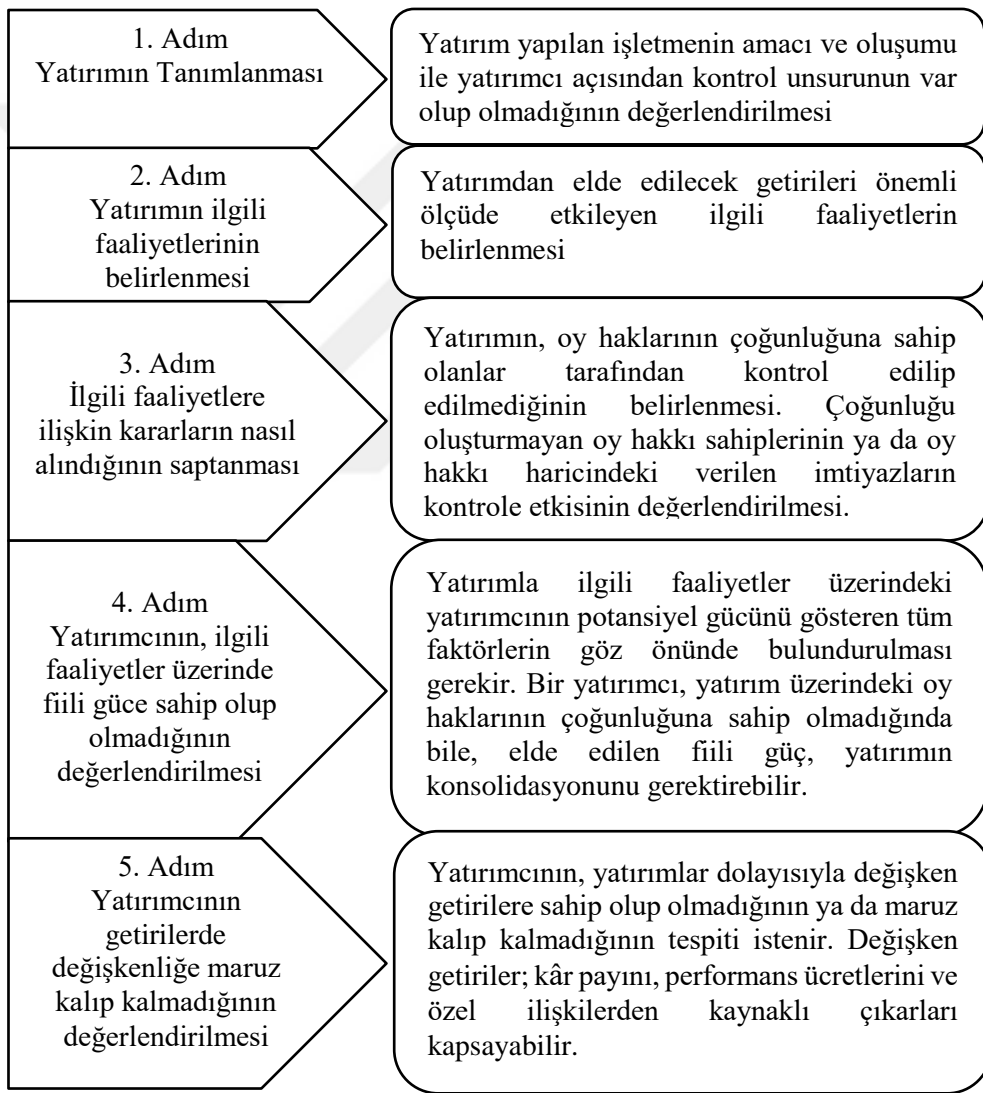 1. Adım
Yatırımın Tanımlanması
Yatırım yapılan işletmenin amacı ve oluşumu
ile yatırımcı açısından kontrol unsurunun var
olup olmadığının değerlendirilmesi
2. Adım
Yatırımın ilgili
faaliyetlerinin
belirlenmesi
Yatırımdan elde edilecek getirileri önemli
ölçüde etkileyen ilgili faaliyetlerin
belirlenmesi
3. Adım
İlgili faaliyetlere
ilişkin kararların nasıl
alındığının saptanması
Yatırımın, oy haklarının çoğunluğuna sahip
olanlar tarafından kontrol edilip
edilmediğinin belirlenmesi. Çoğunluğu
oluşturmayan oy hakkı sahiplerinin ya da oy
hakkı haricindeki verilen imtiyazların
kontrole etkisinin değerlendirilmesi.
4. Adım
Yatırımcının, ilgili
faaliyetler üzerinde
fiili güce sahip olup
olmadığının
değerlendirilmesi
Yatırımla ilgili faaliyetler üzerindeki
yatırımcının potansiyel gücünü gösteren tüm
faktörlerin göz önünde bulundurulması
gerekir. Bir yatırımcı, yatırım üzerindeki oy
haklarının çoğunluğuna sahip olmadığında
bile, elde edilen fiili güç, yatırımın
konsolidasyonunu gerektirebilir.
5. Adım
Yatırımcının
getirilerde
değişkenliğe maruz
kalıp kalmadığının
değerlendirilmesi
Yatırımcının, yatırımlar dolayısıyla değişken
getirilere sahip olup olmadığının ya da maruz
kalıp kalmadığının tespiti istenir. Değişken
getiriler; kâr payını, performans ücretlerini ve
özel ilişkilerden kaynaklı çıkarları
kapsayabilir.